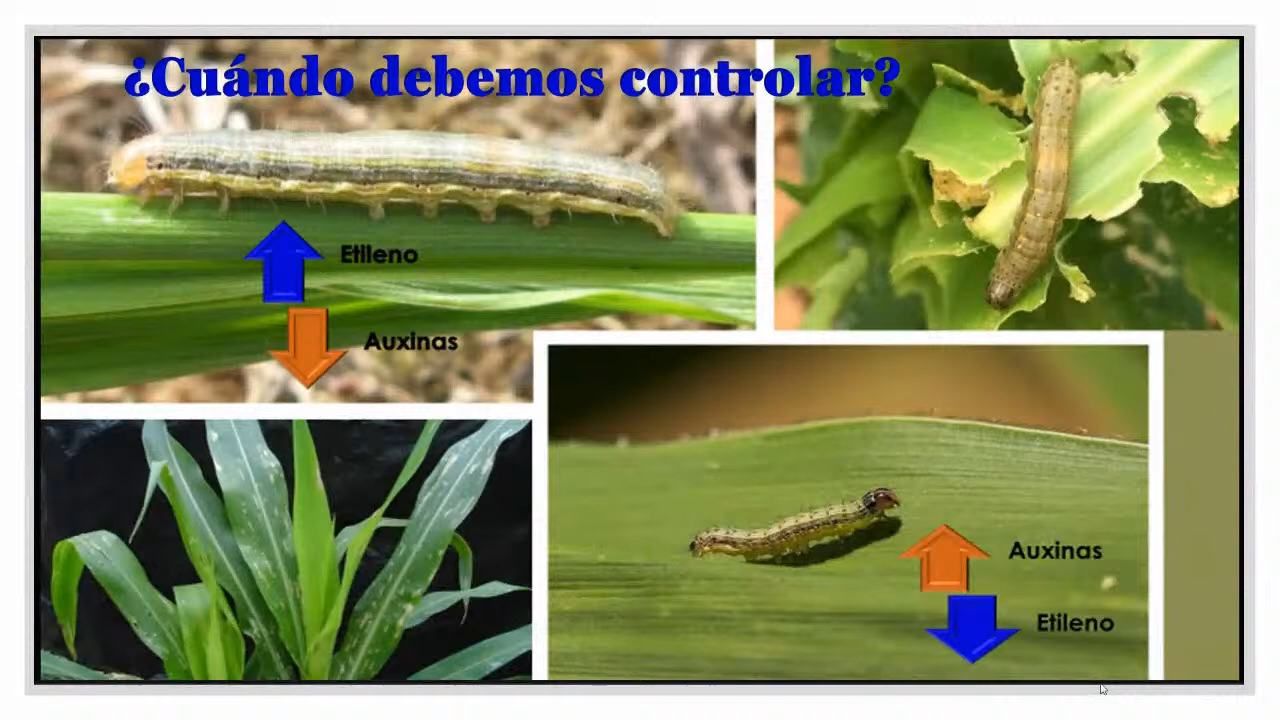 ¿Cuándo debemos controlar?
Etileno
Auxinas
Auxinas
Etileno